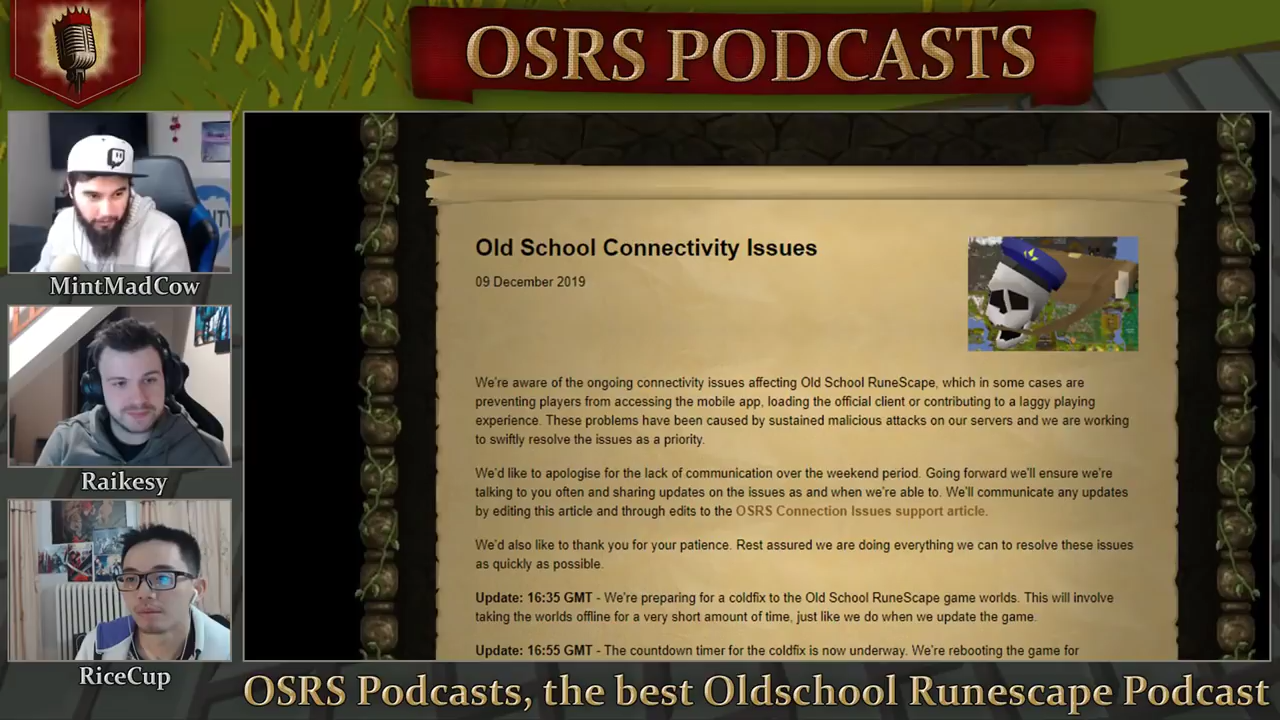 OSRS PODCASTS
MintMadCow
Raikesy
RiceCup
Old School Connectivity Issues
09 December 2019
We're aware of the ongoing connectivity issues affecting Old School RuneScape, which in some cases are
preventing players from accessing the mobile app, loading the official client or contributing to a laggy playing
experience. These problems have been caused by sustained malicious attacks on our servers and we are working
to swiftly resolve the issues as a priority.
We'd like to apologise for the lack of communication over the weekend period. Going forward we'll ensure we're
talking to you often and sharing updates on the issues as and when we're able to. We'll communicate any updates
by editing this article and through edits to the OSRS Connection Issues support article.
We'd also like to thank you for your patience. Rest assured we are doing everything we can to resolve these issues
as quickly as possible.
Update: 16:35 GMT - We're preparing for a coldfix to the Old School RuneScape game worlds. This will involve
taking the worlds offline for a very short amount of time, just like we do when we update the game.
Update: 16:55 GMT - The countdown timer for the coldfix is now underway. We're rebooting the game for
OSRS Podcasts, the best Oldschool Runescape Podcast